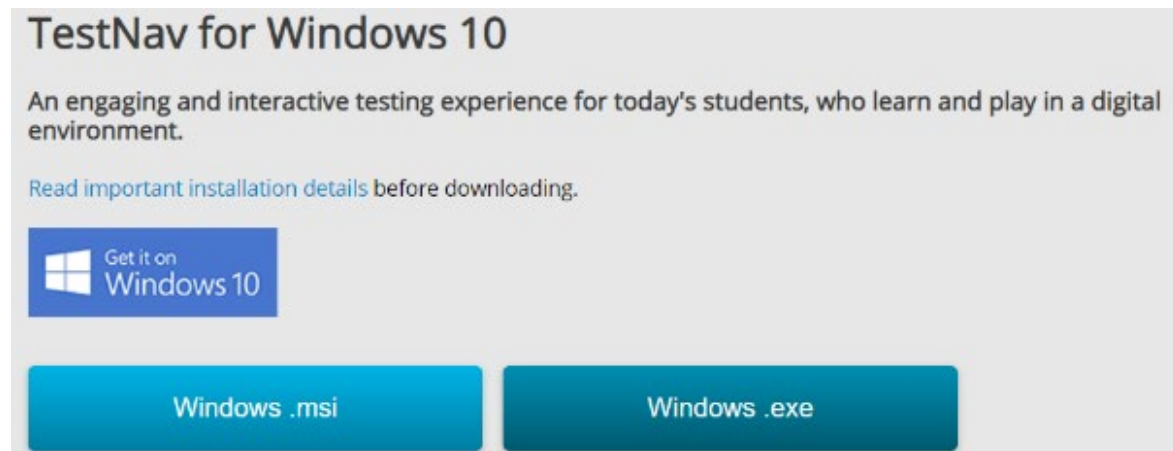 TestNav for Windows 10
An engaging and interactive testing experience for today's students, who learn and play in a digital
environment.
Read important installation details before downloading.
Get it on
Windows 10
Windows .msi
Windows .exe